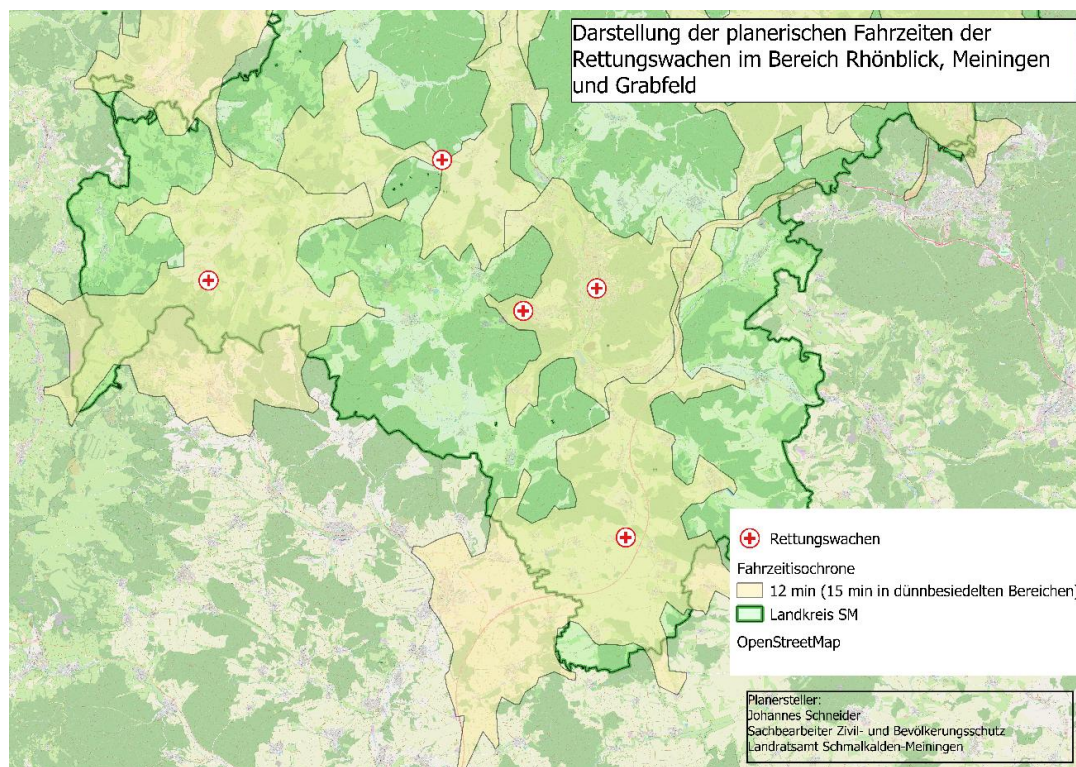 Darstellung der planerischen Fahrzeiten der
Rettungswachen im Bereich Rhönblick, Meiningen
und Grabfeld
Rettungswachen
Fahrzeitisochrone
12 min (15 min in dünnbesiedelten Bereichen)
Landkreis SM
OpenStreetMap
Planersteller:
Johannes Schneider
Sachbearbeiter Zivil- und Bevölkerungsschutz
Landratsamt Schmalkalden-Meiningen